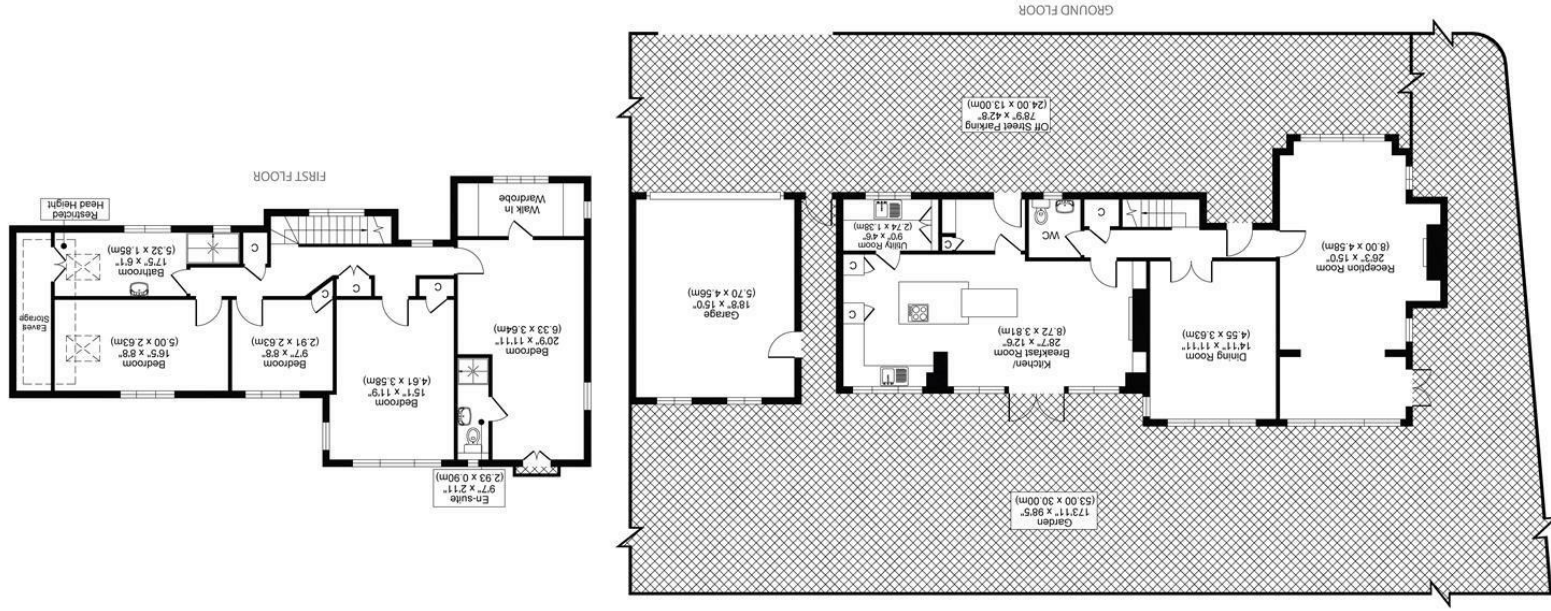 GROUND FLOOR
Off Street Parking
78'9" x 42'8"
(24.00 x 13.00m)
Reception Room
26'3" x 15'0"
(8.00 x 4.58m)
C
WC
C
Utility Room
9'0" x 4'6"
(2.74 x 1.38m)
C
C
Dining Room
14'11" x 11'11"
(4.55 x 3.63m)
Kitchen/
Breakfast Room
28'7" x 12'6"
(8.72 x 3.81m)
Garage
18'8" x 15'0"
(5.70 x 4.56m)
Garden
173'11" x 98'5"
(53.00 x 30.00m)
FIRST FLOOR
Walk In
Wardrobe
Restricted
Head Height
C
Bathroom
17'5" x 6'1"
(5.32 x 1.85m)
C
C
C
Eaves
Storage
Bedroom
20'9" x 11'11"
(6.33 x 3.64m)
Bedroom
15'1" x 11'9"
(4.61 x 3.58m)
Bedroom
9'7" x 8'8"
(2.91 x 2.63m)
Bedroom
16'5" x 8'8"
(5.00 x 2.63m)
En-suite
9'7" x 2'11"
(2.93 x 0.90m)